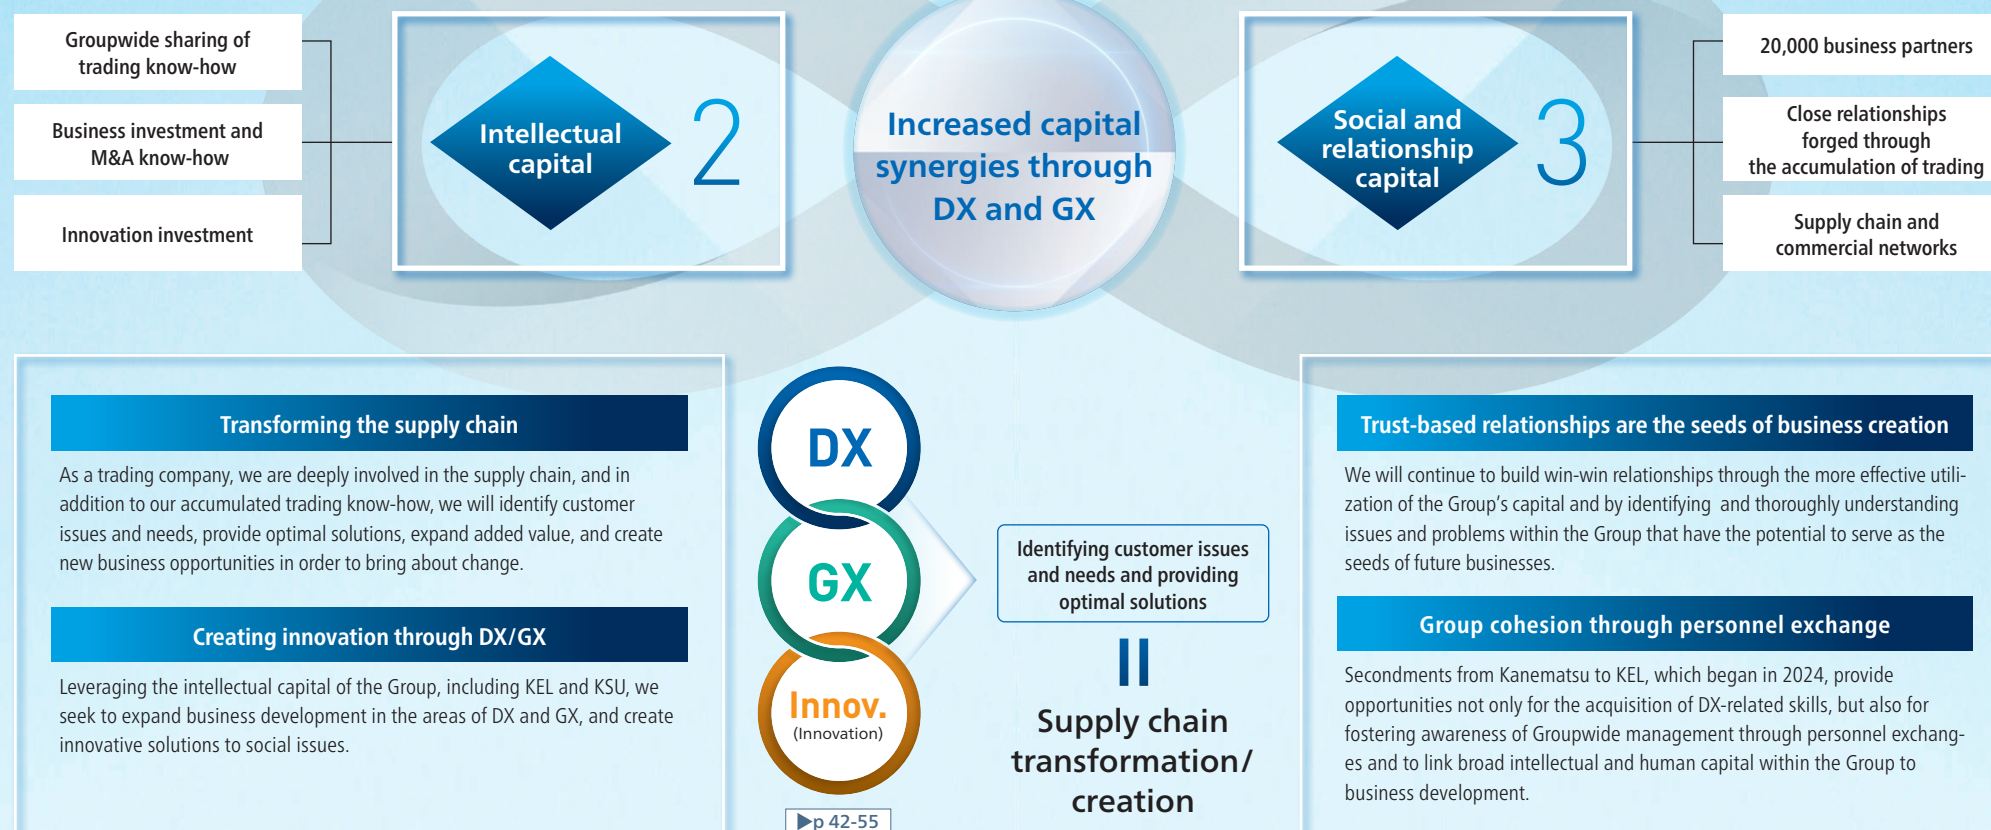 Groupwide sharing of
trading know-how
Business investment and
M&A know-how
Innovation investment
Intellectual
capital
2
Increased capital
synergies through
DX and GX
Social and
relationship
capital
3
20,000 business partners
Close relationships
forged through
the accumulation of trading
Supply chain and
commercial networks
Transforming the supply chain
As a trading company, we are deeply involved in the supply chain, and in
addition to our accumulated trading know-how, we will identify customer
issues and needs, provide optimal solutions, expand added value, and create
new business opportunities in order to bring about change.
Creating innovation through DX/GX
Leveraging the intellectual capital of the Group, including KEL and KSU, we
seek to expand business development in the areas of DX and GX, and create
innovative solutions to social issues.
DX
GX
Innov.
(Innovation)
▶p 42-55
Identifying customer issues
and needs and providing
optimal solutions
Supply chain
transformation/
creation
Trust-based relationships are the seeds of business creation
We will continue to build win-win relationships through the more effective utili-
zation of the Group's capital and by identifying and thoroughly understanding
issues and problems within the Group that have the potential to serve as the
seeds of future businesses.
Group cohesion through personnel exchange
Secondments from Kanematsu to KEL, which began in 2024, provide
opportunities not only for the acquisition of DX-related skills, but also for
fostering awareness of Groupwide management through personnel exchang-
es and to link broad intellectual and human capital within the Group to
business development.